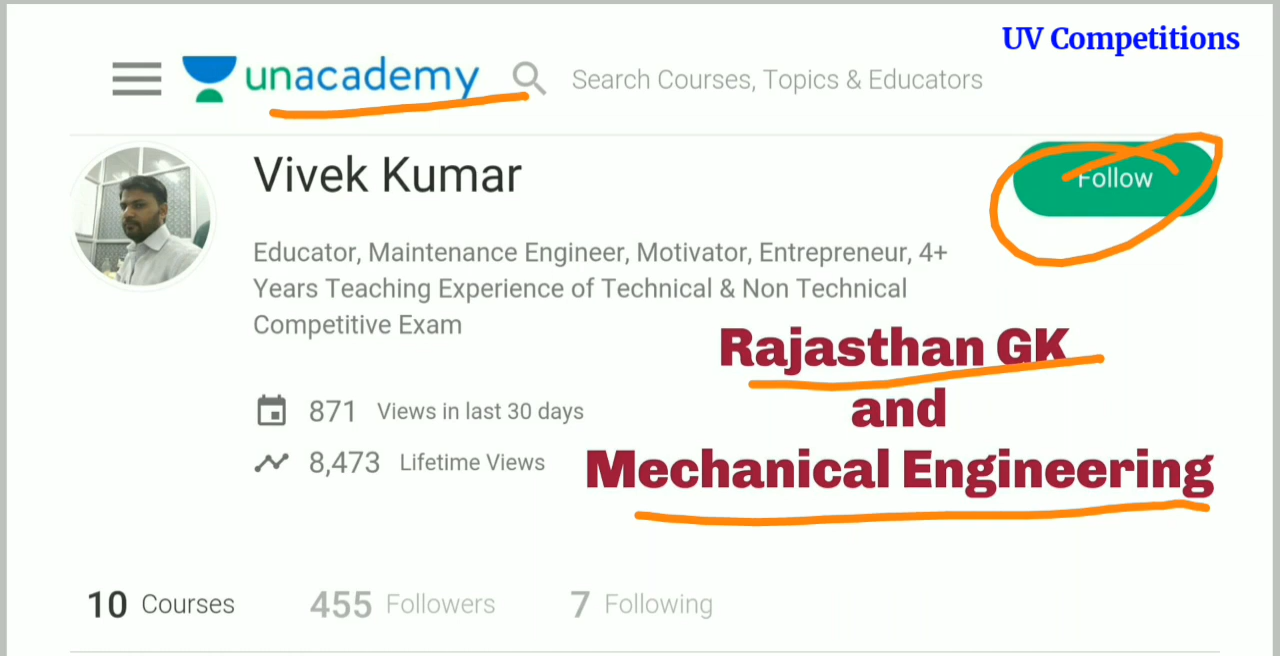 UV Competitions
unacademy
Search Courses, Topics & Educators
Vivek Kumar
Follow
Educator, Maintenance Engineer, Motivator, Entrepreneur, 4+
Years Teaching Experience of Technical & Non Technical
Competitive Exam
Rajasthan GK
and
Mechanical Engineering
871 Views in last 30 days
8,473 Lifetime Views
10 Courses
455 Followers
7 Following